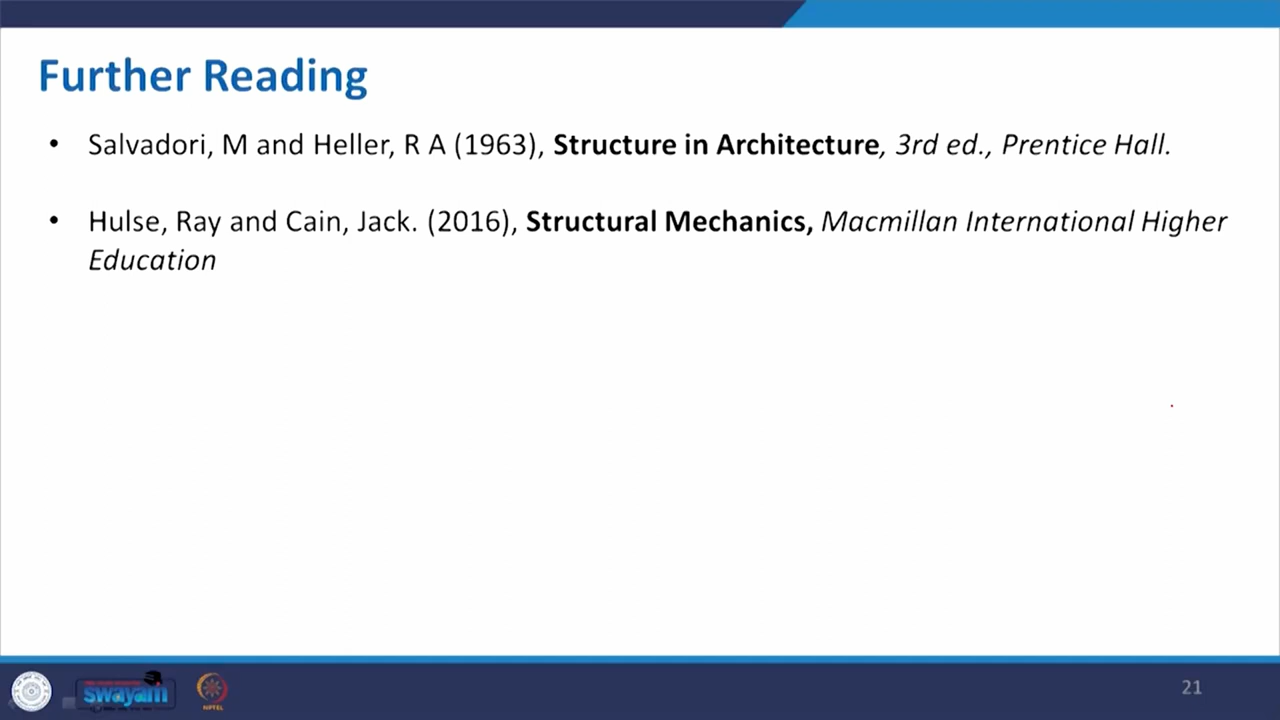 Further Reading
• Salvadori, M and Heller, R A (1963), Structure in Architecture, 3rd ed., Prentice Hall.
• Hulse, Ray and Cain, Jack. (2016), Structural Mechanics, Macmillan International Higher
Education
swayam
NPTEL
21